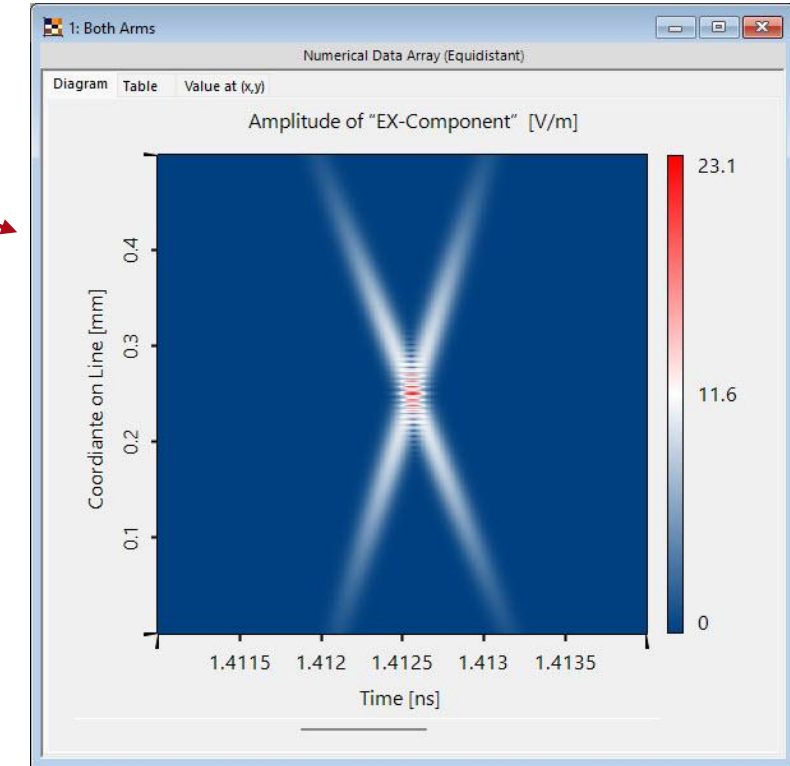 1: Both Arms
Numerical Data Array (Equidistant)
Diagram Table Value at (x,y)
Amplitude of “EX-Component” [V/m]
23.1
11.6
0
Coordiante on Line [mm]
0.4
0.3
0.2
0.1
1.4115 1.412 1.4125 1.413 1.4135
Time [ns]